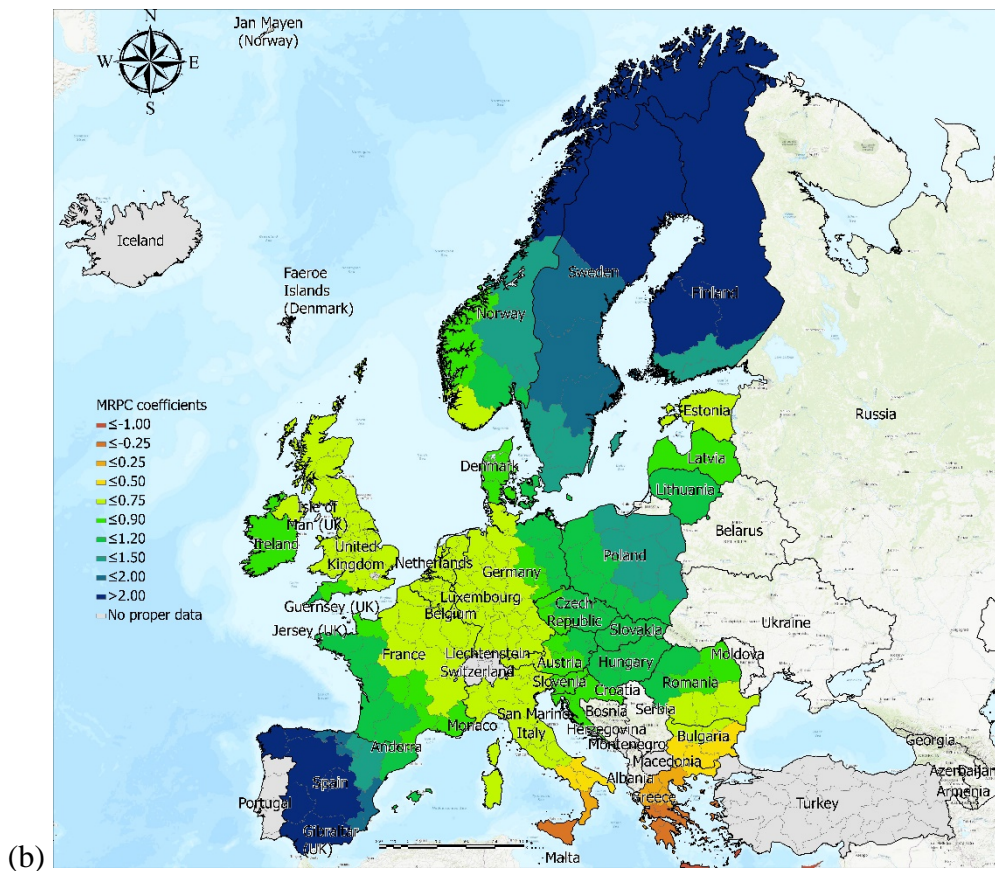 Jan Mayen
(Norway)
N
W
E
S
Iceland
Faeroe
Islands
(Denmark)
Sweden
Finland
Norway
MRPC coefficients
≤-1.00
≤-0.25
≤0.25
≤0.50
≤0.75
≤0.90
≤1.20
≤1.50
≤2.00
>2.00
No proper data
Estonia
Russia
Latvia
Denmark
Lithuania
Isle of
Man (UK)
Ireland
United
Kingdom
Belarus
Poland
Netherlands
Germany
Luxembourg
Belgium
Guernsey (UK)
Czech
Republic
Ukraine
Jersey (UK)
Slovakia
France
Liechtenstein
Switzerland
Austria
Hungary
Moldova
Slovenia
Romania
Croatia
San Marino
Bosnia
Serbia
Monaco
Italy
Herzegovina
Andorra
Montenegro
Bulgaria
Macedonia
Georgia
Albania
Azerbaijan
Armenia
Spain
Portugal
Greece
Turkey
Gibraltar
(UK)
Malta
(b)